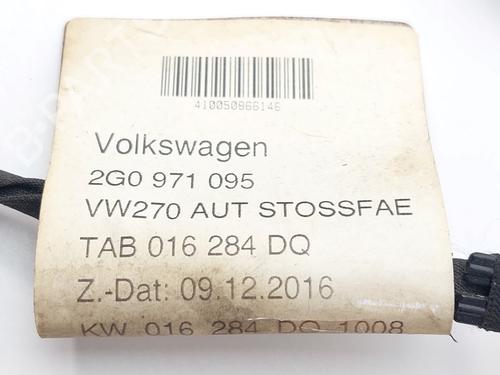 410050866146
Volkswagen
2G0 971 095
VW270 AUT STOSSFAE
TAB 016 284 DQ
Z.-Dat: 09.12.2016
KW 016 284 DQ 1008